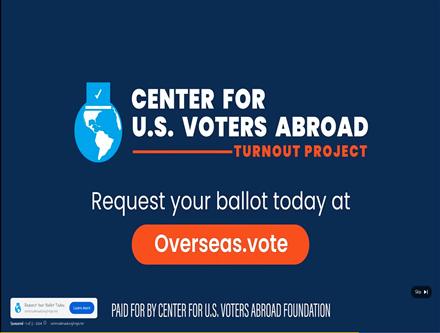 CENTER FOR
U.S. VOTERS ABROAD
TURNOUT PROJECT
Request your ballot today at
Overseas.vote
PAID FOR BY CENTER FOR U.S. VOTERS ABROAD FOUNDATION
Skip
Request Your Ballot Today
Learn more
Sponsored